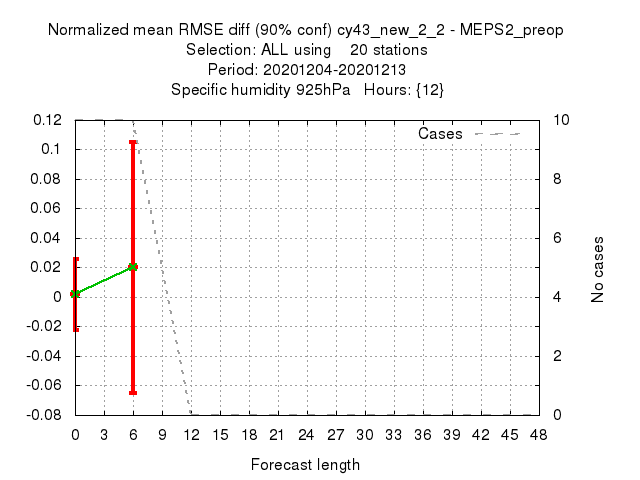 Normalized mean RMSE diff (90% conf) cy43_new_2_2 - MEPS2_preop
Selection: ALL using    20 stations
Period: 20201204-20201213
Specific humidity 925hPa   Hours: {12}
Cases
0.12
0.1
0.08
0.06
0.04
0.02
0
-0.02
-0.04
-0.06
-0.08
10
8
6
4
2
0
No cases
0 3 6 9 12 15 18 21 24 27 30 33 36 39 42 45 48
Forecast length